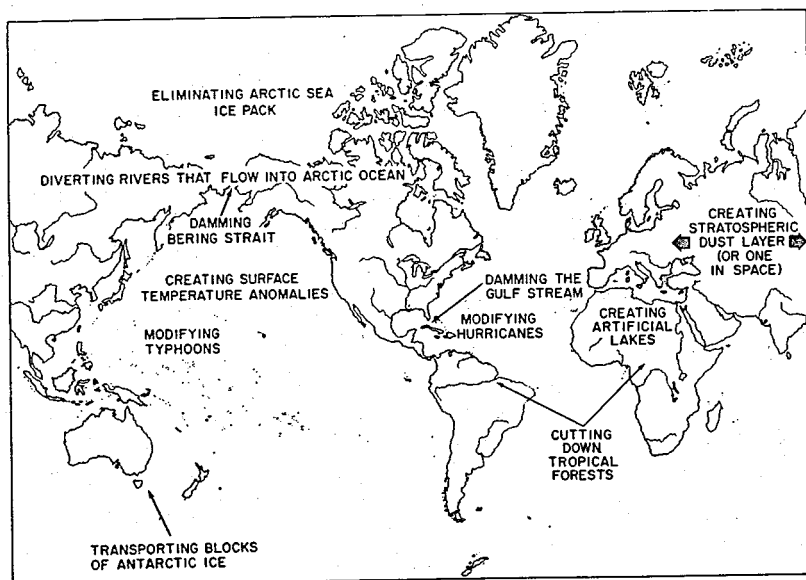 ELIMINATING ARCTIC SEA
ICE PACK
DIVERTING RIVERS THAT FLOW INTO ARCTIC OCEAN
DAMMING
BERING STRAIT
CREATING
STRATOSPHERIC
DUST LAYER
(OR ONE
IN SPACE)
CREATING SURFACE
TEMPERATURE ANOMALIES
DAMMING THE
GULF STREAM
MODIFYING
TYPHOONS
MODIFYING
HURRICANES
CREATING
ARTIFICIAL
LAKES
CUTTING
DOWN
TROPICAL
FORESTS
TRANSPORTING BLOCKS
OF ANTARCTIC ICE